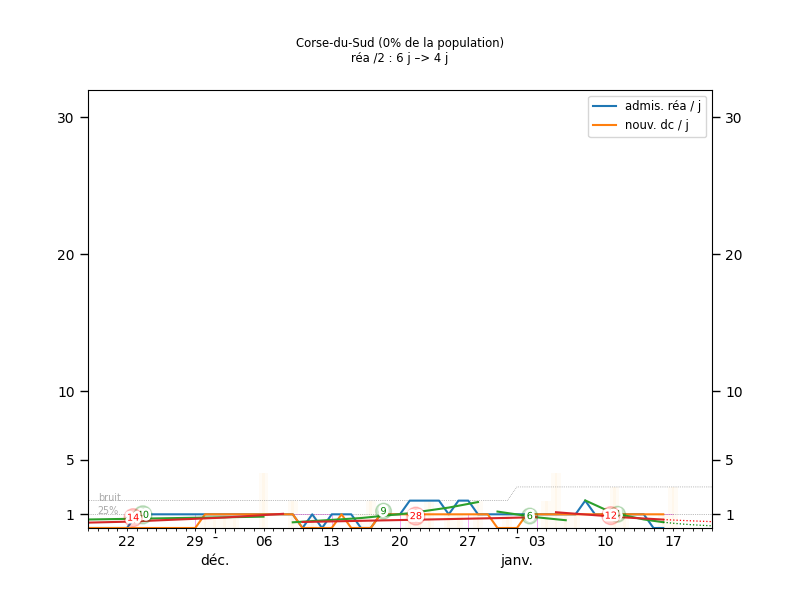 Corse-du-Sud (0% de la population)
réa /2 : 6 j –> 4 j
admis. réa / j
nouv. dc / j
30 30
20 20
10 10
5 5
bruit
25%
1 1
14 9 28 6 12
22 29 - 06 13 20 27 - 03 10 17
déc. janv.